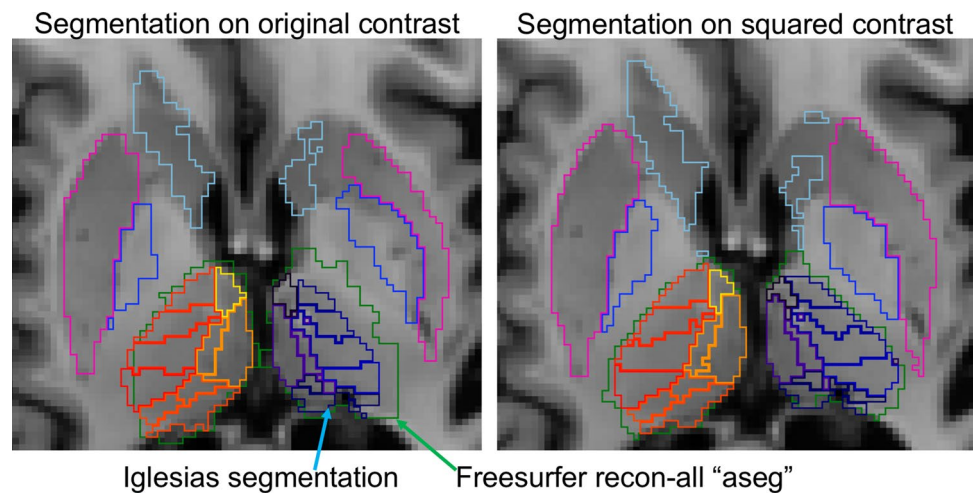 Segmentation on original contrast
Segmentation on squared contrast
Iglesias segmentation
Freesurfer recon-all “aseg”